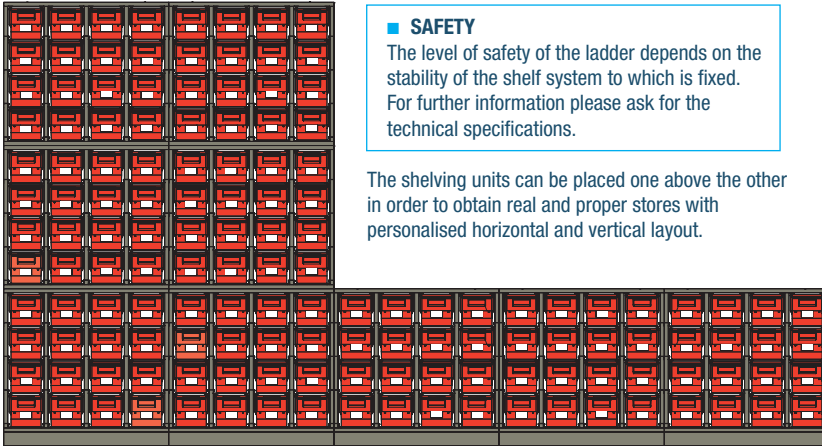 ■ SAFETY
The level of safety of the ladder depends on the
stability of the shelf system to which is fixed.
For further information please ask for the
technical specifications.
The shelving units can be placed one above the other
in order to obtain real and proper stores with
personalised horizontal and vertical layout.